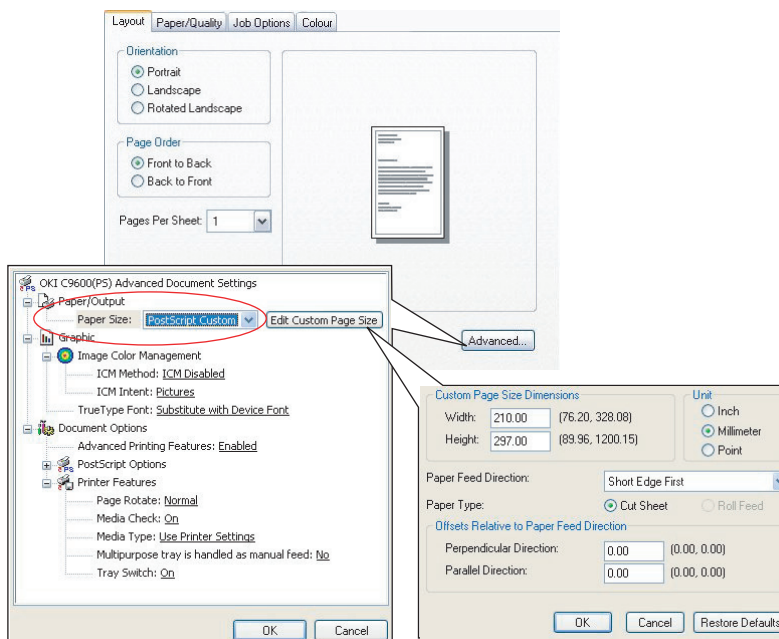 Layout Paper/Quality Job Options Colour
Orientation
Portrait
Landscape
Rotated Landscape
Page Order
Front to Back
Back to Front
Pages Per Sheet: 1
Advanced...
OKI C9600(PS) Advanced Document Settings
Paper/Output
Paper Size: PostScript Custom Edit Custom Page Size
Graphic
Image Color Management
ICM Method: ICM Disabled
ICM Intent: Pictures
TrueType Font: Substitute with Device Font
Document Options
Advanced Printing Features: Enabled
PostScript Options
Printer Features
Page Rotate: Normal
Media Check: On
Media Type: Use Printer Settings
Multipurpose tray is handled as manual feed: No
Tray Switch: On
OK Cancel
Custom Page Size Dimensions Unit
Width: 210.00 (76.20, 328.08) Inch
Height: 297.00 (89.96, 1200.15) Millimeter
Point
Paper Feed Direction: Short Edge First
Paper Type: Cut Sheet Roll Feed
Offsets Relative to Paper Feed Direction
Perpendicular Direction: 0.00 (0.00, 0.00)
Parallel Direction: 0.00 (0.00, 0.00)
OK Cancel Restore Defaults